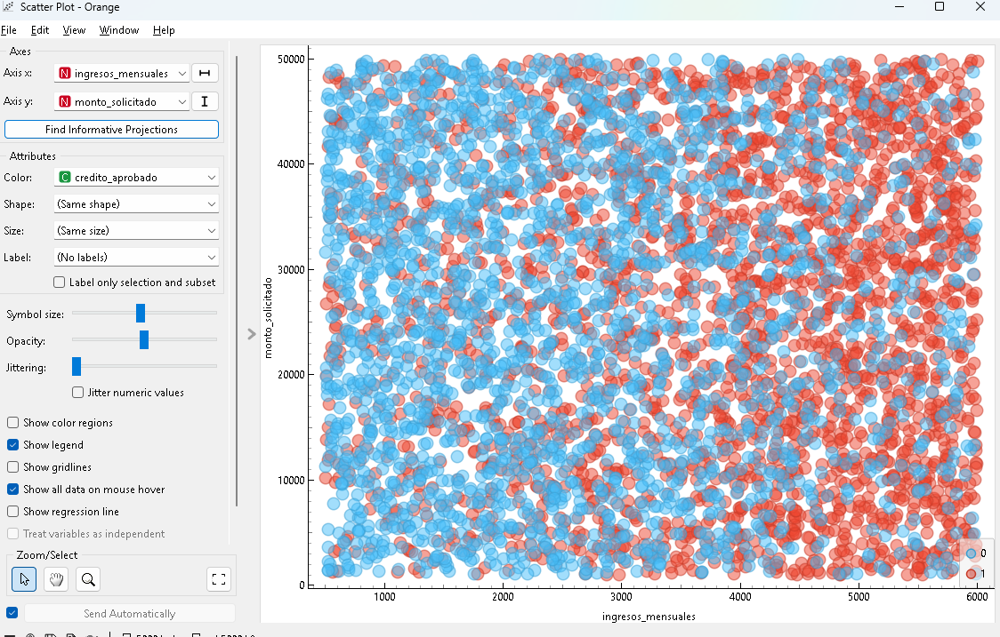 Scatter Plot - Orange
File Edit View Window Help
Axes
Axis x: N ingresos_mensuales
Axis y: N monto_solicitado
Find Informative Projections
Attributes
Color: C credito_aprobado
Shape: (Same shape)
Size: (Same size)
Label: (No labels)
Label only selection and subset
Symbol size:
Opacity:
Jittering:
Jitter numeric values
Show color regions
Show legend
Show gridlines
Show all data on mouse hover
Show regression line
Treat variables as independent
Zoom/Select
Send Automatically
50000
40000
30000
20000
10000
0
monto_solicitado
1000 2000 3000 4000 5000 6000
ingresos_mensuales
0
1